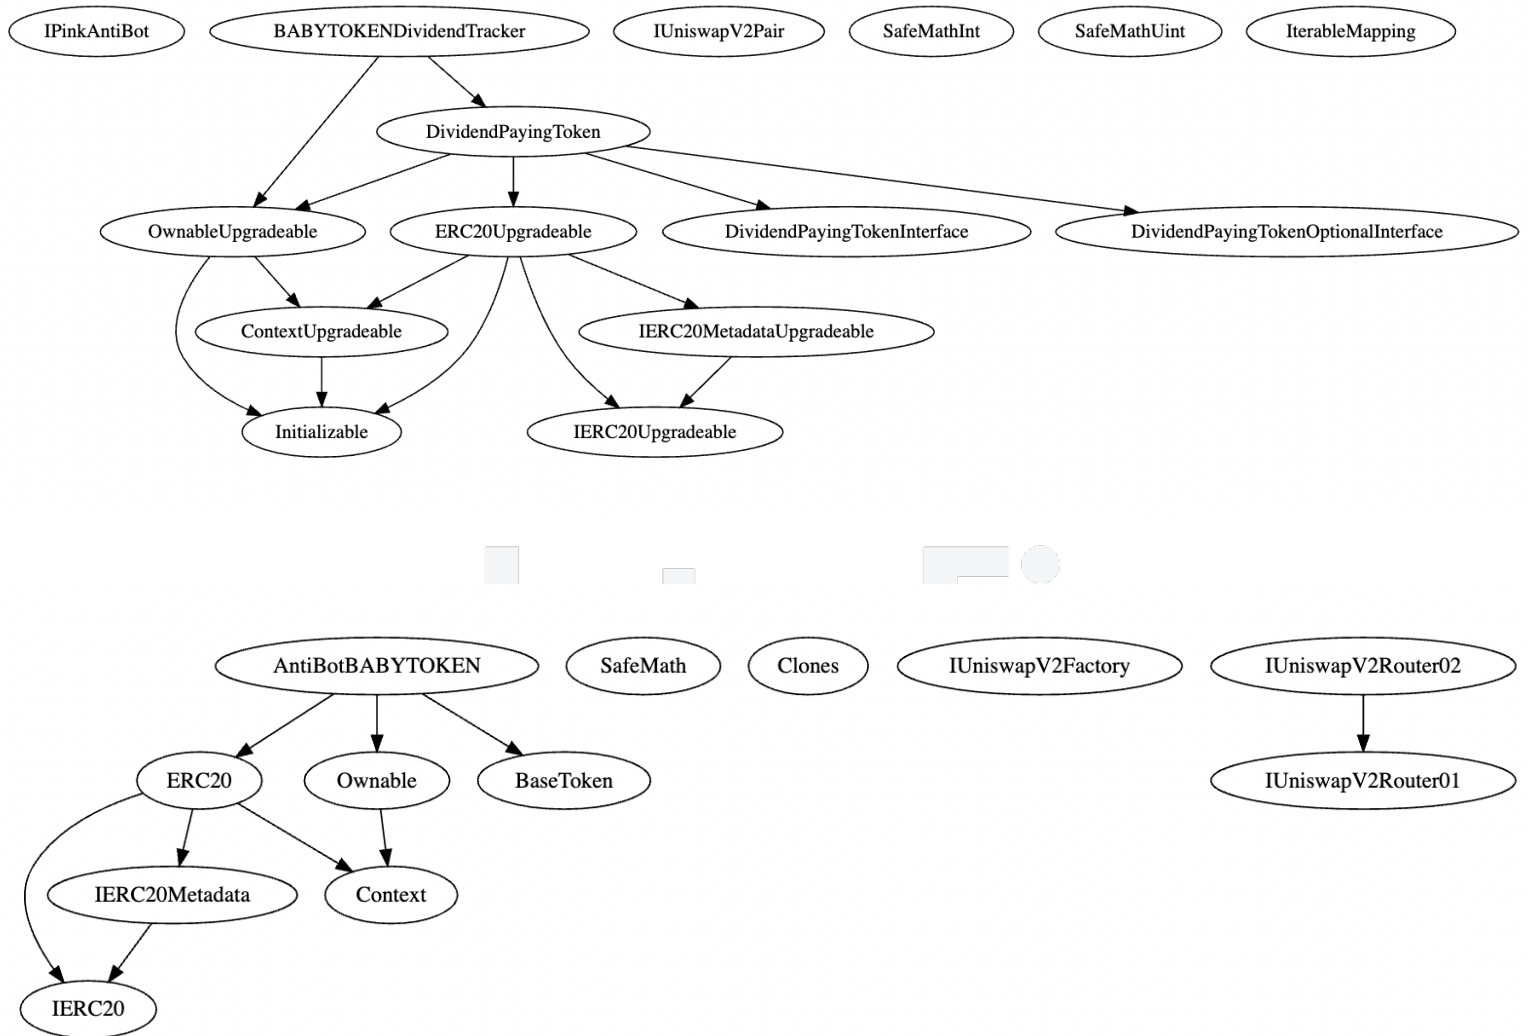 IPinkAntiBot
BABYTOKENDividendTracker
IUniswapV2Pair
SafeMathInt
SafeMathUint
IterableMapping
DividendPayingToken
OwnableUpgradeable
ERC20Upgradeable
DividendPayingTokenInterface
DividendPayingTokenOptionalInterface
ContextUpgradeable
IERC20MetadataUpgradeable
Initializable
IERC20Upgradeable
AntiBotBABYTOKEN
SafeMath
Clones
IUniswapV2Factory
IUniswapV2Router02
ERC20
Ownable
BaseToken
IUniswapV2Router01
IERC20Metadata
Context
IERC20